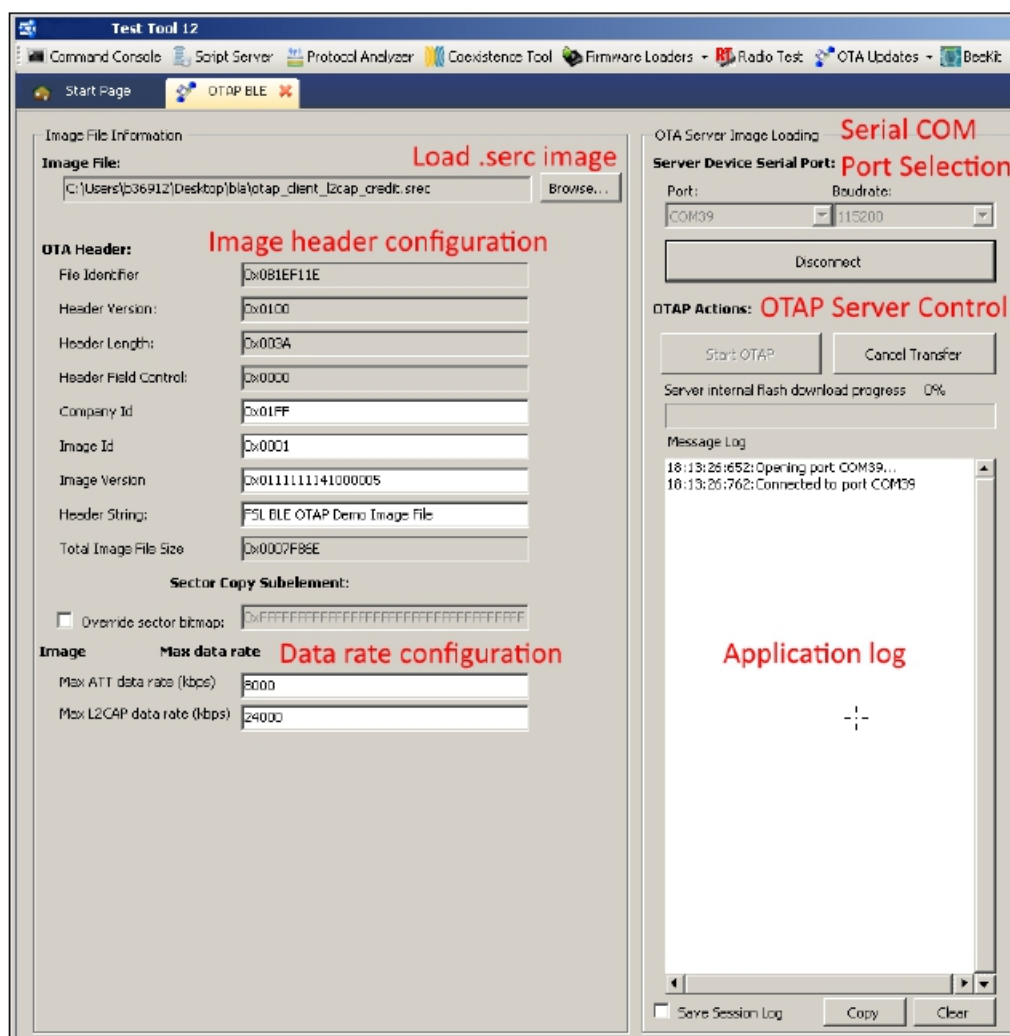 Test Tool 12
Command Console Script Server Protocol Analyzer Coexistence Tool Firmware Loaders Radio Test OTA Updates BeeKit
Start Page OTAP BLE
Image File Information
Image File:
Load .serc image
C:\Users\b36912\Desktop\bla\otap_client_l2cap_credit.srec Browse...
OTA Header:
Image header configuration
File Identifier 0x0B1EF11E
Header Version: 0x0100
Header Length: 0x003A
Header Field Control: 0x0000
Company Id 0x01FF
Image Id 0x0001
Image Version 0x0111111141000005
Header String: FSL BLE OTAP Demo Image File
Total Image File Size 0x0007F86E
Sector Copy Subelement:
Override sector bitmap: 0xFFFFFFFFFFFFFFFFFFFFFFFFFFFFFFFF
Image Max data rate Data rate configuration
Max ATT data rate (kbps) 8000
Max L2CAP data rate (kbps) 24000
OTA Server Image Loading
Serial COM
Server Device Serial Port:
Port Selection
Port: Baudrate:
COM39 115200
Disconnect
OTAP Actions: OTAP Server Control
Start OTAP Cancel Transfer
Server internal flash download progress 0%
Message Log
18:13:26:652:Opening port COM39...
18:13:26:762:Connected to port COM39
Application log
Save Session Log Copy Clear